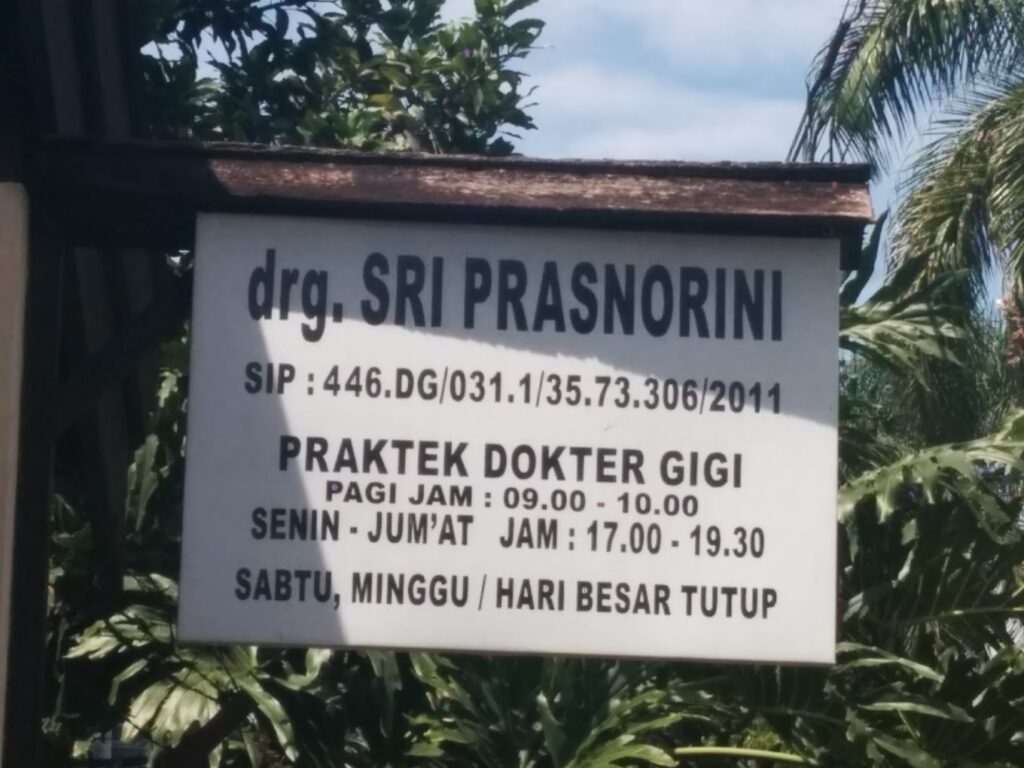 drg. SRI PRASNORINI
SIP : 446.DG/031.1/35.73.306/2011
PRAKTEK DOKTER GIGI
PAGI JAM : 09.00 - 10.00
SENIN - JUM'AT JAM : 17.00 - 19.30
SABTU, MINGGU / HARI BESAR TUTUP